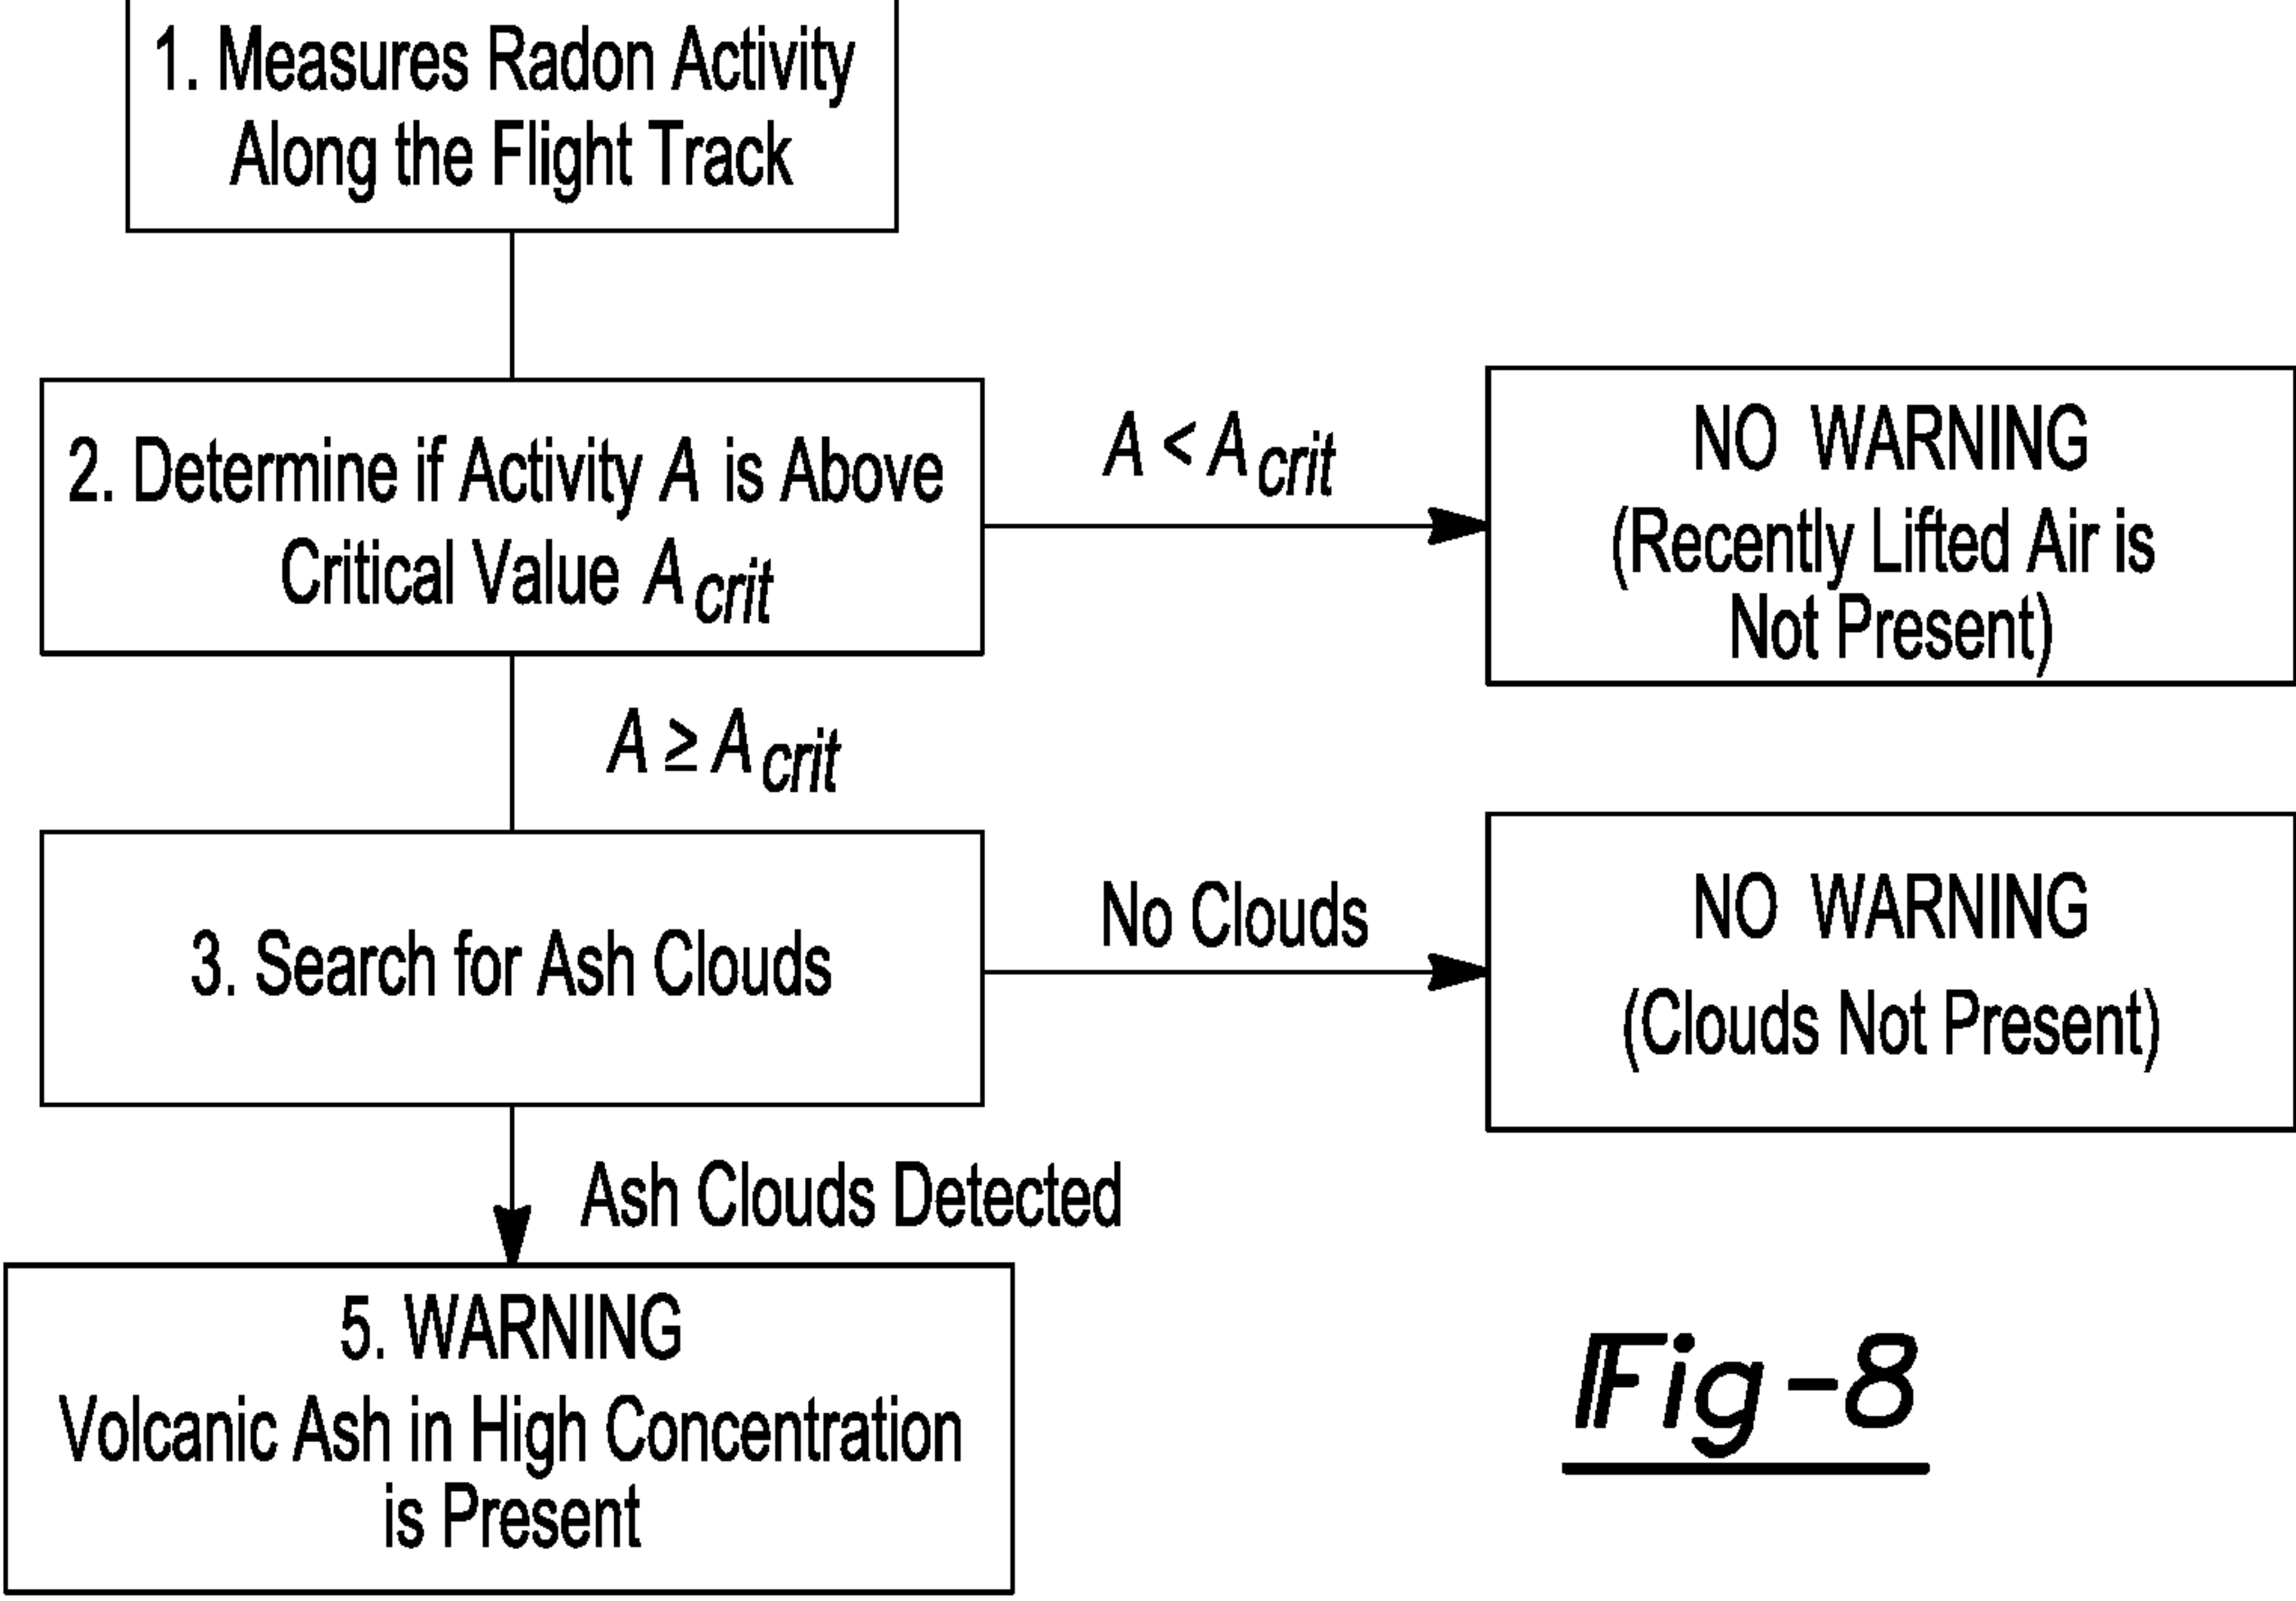 1. Measures Radon Activity
Along the Flight Track
2. Determine if Activity A is Above
Critical Value A crit
A < A crit
NO WARNING
(Recently Lifted Air is
Not Present)
A ≥ A crit
3. Search for Ash Clouds
No Clouds
NO WARNING
(Clouds Not Present)
Ash Clouds Detected
5. WARNING
Volcanic Ash in High Concentration
is Present
Fig-8